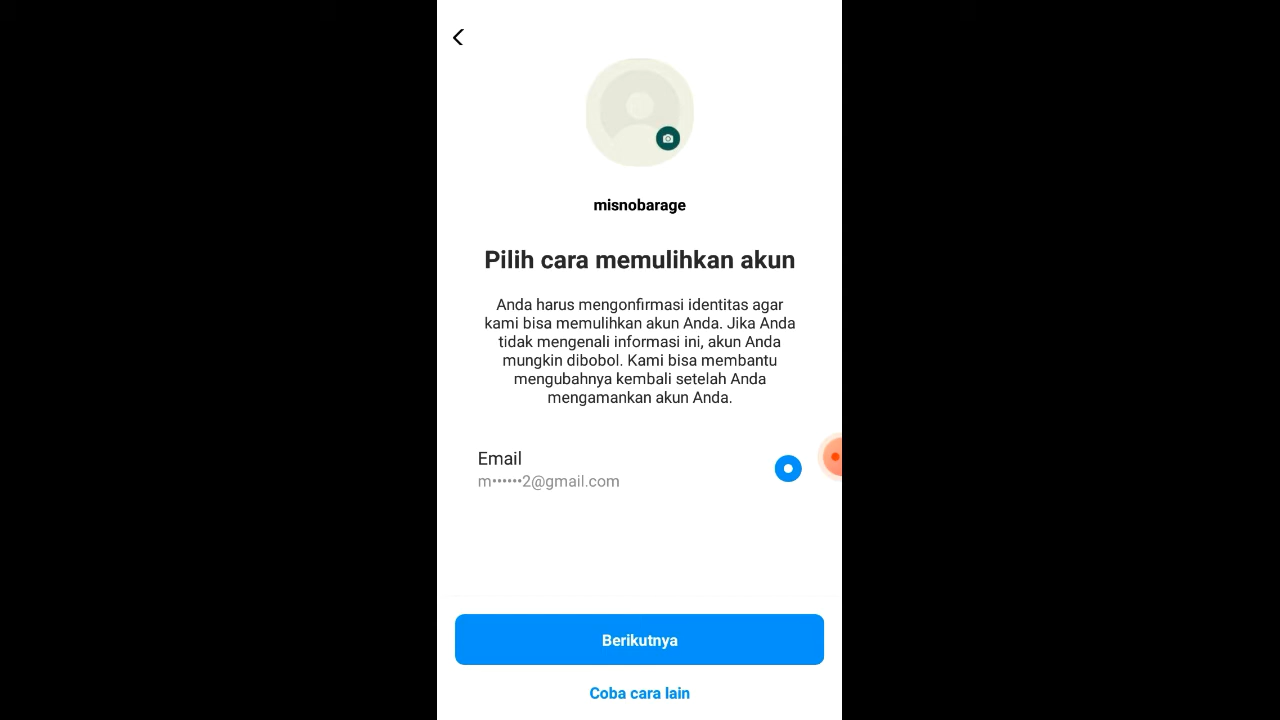 misnobarage
Pilih cara memulihkan akun
Anda harus mengonfirmasi identitas agar
kami bisa memulihkan akun Anda. Jika Anda
tidak mengenali informasi ini, akun Anda
mungkin dibobol. Kami bisa membantu
mengubahnya kembali setelah Anda
mengamankan akun Anda.
Email
m••••••2@gmail.com
Berikutnya
Coba cara lain